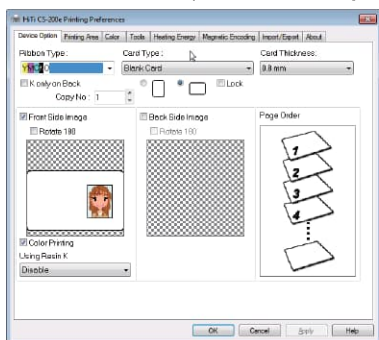 HiTi CS-200e Printing Preferences
Device Option Printing Area Color Tools Heating Energy Magnetic Encoding Import/Export About
Ribbon Type: Card Type: Card Thickness:
YMCKO Blank Card 0.8 mm
K only on Back Lock
Copy No: 1
Front Side Image Back Side Image Page Order
Rotate 180 Rotate 180
1
2
3
4
Color Printing
Using Resin K
Disable
OK Cancel Apply Help